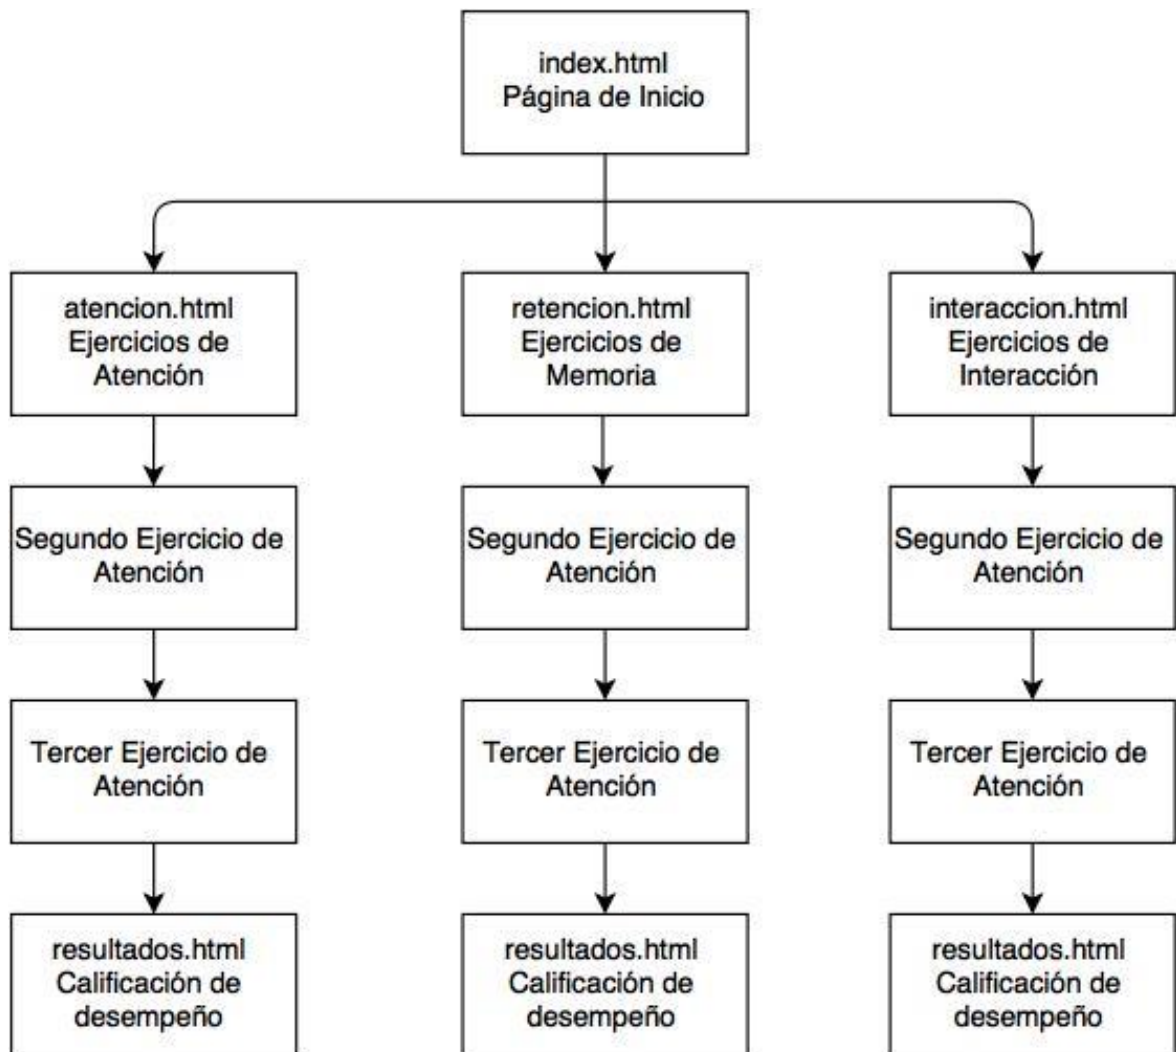 index.html
Página de Inicio
atencion.html
Ejercicios de
Atención
retencion.html
Ejercicios de
Memoria
interaccion.html
Ejercicios de
Interacción
Segundo Ejercicio de
Atención
Segundo Ejercicio de
Atención
Segundo Ejercicio de
Atención
Tercer Ejercicio de
Atención
Tercer Ejercicio de
Atención
Tercer Ejercicio de
Atención
resultados.html
Calificación de
desempeño
resultados.html
Calificación de
desempeño
resultados.html
Calificación de
desempeño